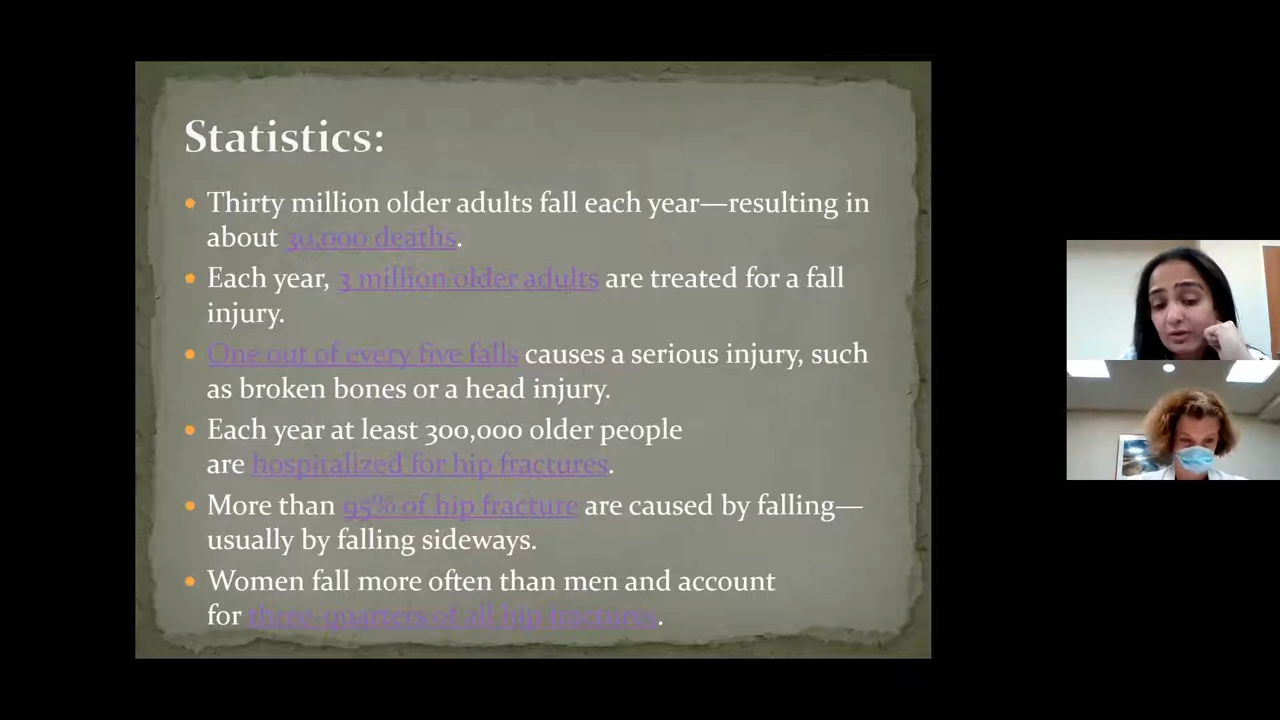 Statistics:
Thirty million older adults fall each year—resulting in
about 30,000 deaths.
Each year, 3 million older adults are treated for a fall
injury.
One out of every five falls causes a serious injury, such
as broken bones or a head injury.
Each year at least 300,000 older people
are hospitalized for hip fractures.
More than 95% of hip fracture are caused by falling—
usually by falling sideways.
Women fall more often than men and account
for three-quarters of all hip fractures.